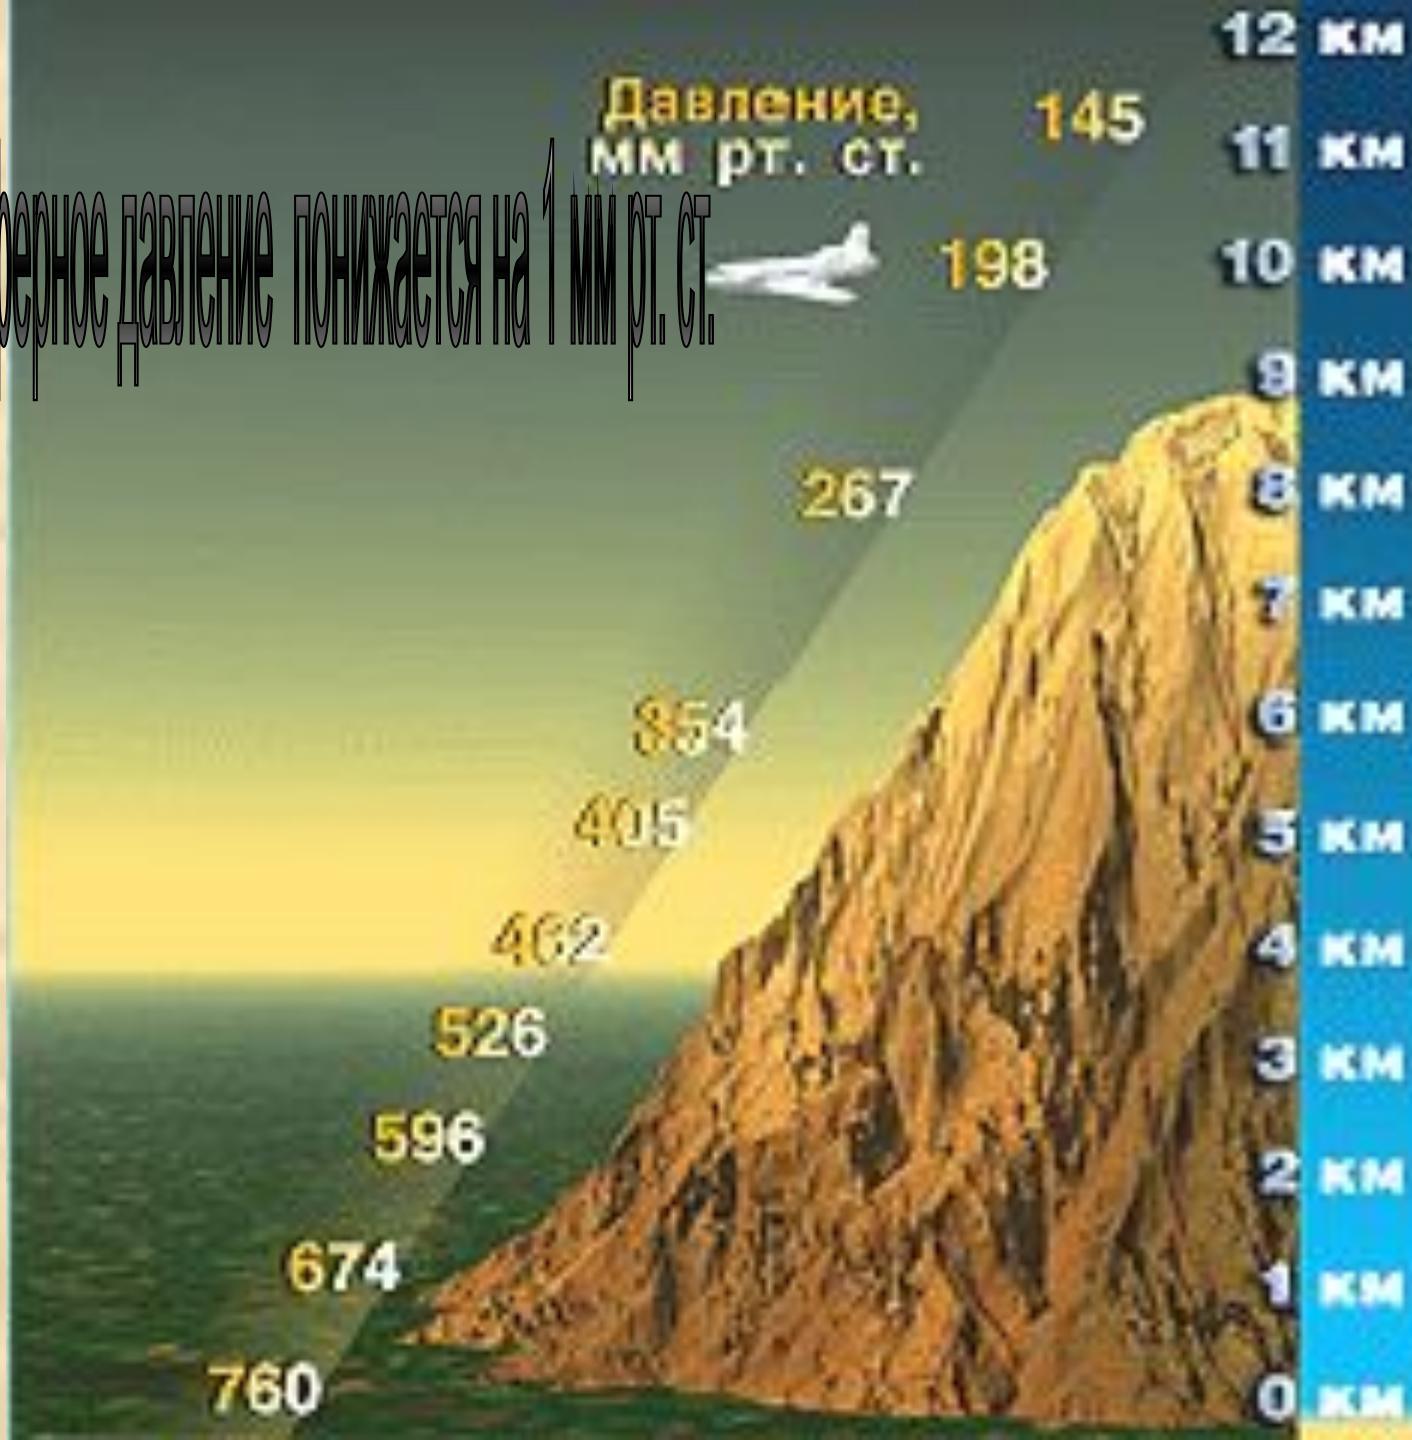 12 км
Давление,
мм рт. ст.
145
11 км
ерное давление понижается на 1 мм рт. ст.
198
10 км
9 км
267
8 км
7 км
354
6 км
405
5 км
462
4 км
526
3 км
596
2 км
674
1 км
760
0 км